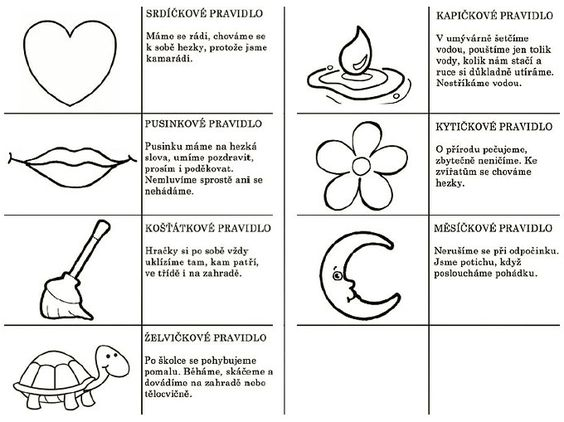 SRDÍČKOVÉ PRAVIDLO
Máme se rádi, chováme se
k sobě hezky, protože jsme
kamarádi.
PUSINKOVÉ PRAVIDLO
Pusinku máme na hezká
slova, umíme pozdravit,
prosím i poděkovat.
Nemluvíme sprostě ani se
nehádáme.
KOŠŤÁTKOVÉ PRAVIDLO
Hračky si po sobě vždy
uklízíme tam, kam patří,
ve třídě i na zahradě.
ŽELVIČKOVÉ PRAVIDLO
Po školce se pohybujeme
pomalu. Běháme, skáčeme a
dovádímo na zahradě nebo
tělocvičně.
KAPIČKOVÉ PRAVIDLO
V umývárně šetčíme
vodou, pouštíme jen tolik
vody, kolik nám stačí a
ruce si důkladně utíráme.
Nostříkáme vodou.
KYTIČKOVÉ PRAVIDLO
O přírodu pečujeme,
zbytečně neničíme. Ke
zvířatům se chováme
hezky.
MĚSÍČKOVÉ PRAVIDLO
Nerušíme se při odpočinku.
Jsme potichu, když
posloucháme pohádku.